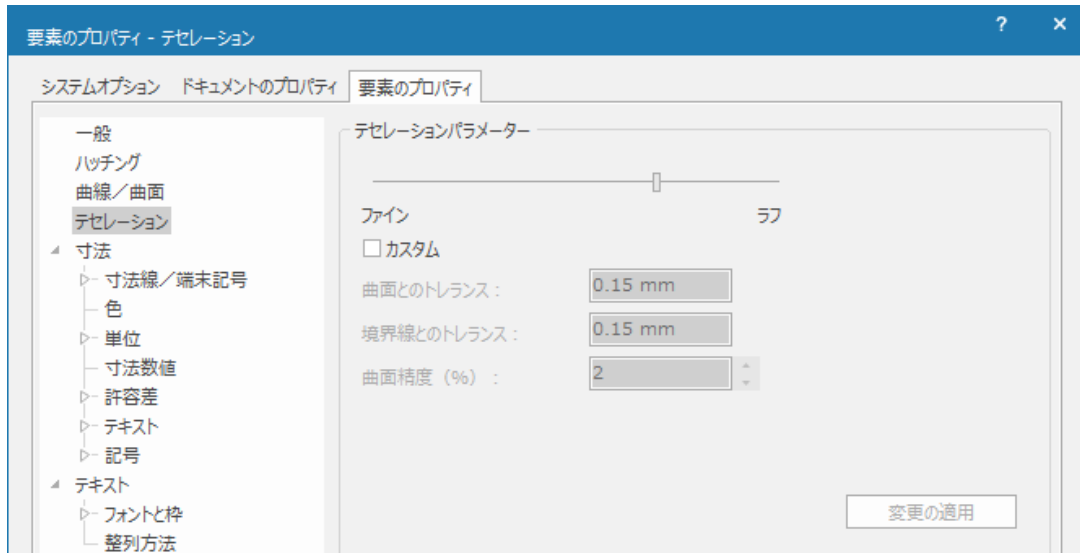 要素のプロパティ - テセレーション
? ×
システムオプション ドキュメントのプロパティ 要素のプロパティ
一般
ハッチング
曲線／曲面
テセレーション
寸法
寸法線／端末記号
色
単位
寸法数値
許容差
テキスト
記号
テキスト
フォントと枠
整列方法
テセレーションパラメーター
ファイン ラフ
カスタム
曲面とのトレランス : 0.15 mm
境界線とのトレランス : 0.15 mm
曲面精度（%） : 2
変更の適用